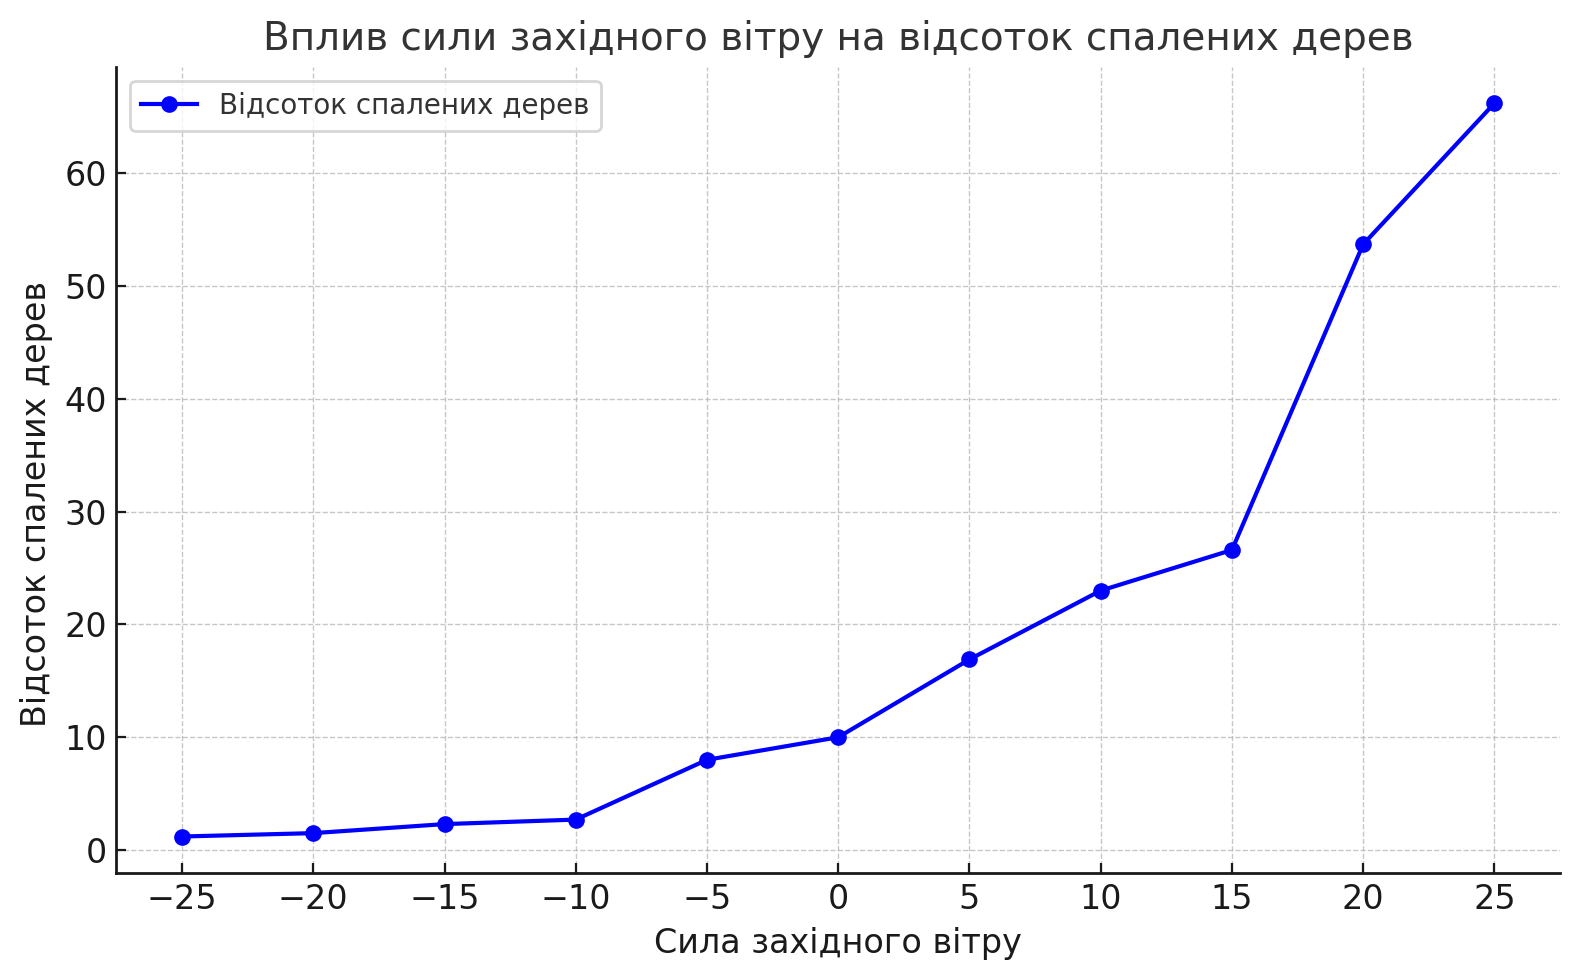 Вплив сили західного вітру на відсоток спалених дерев
Відсоток спалених дерев
Відсоток спалених дерев
60
50
40
30
20
10
0
−25 −20 −15 −10 −5 0 5 10 15 20 25
Сила західного вітру